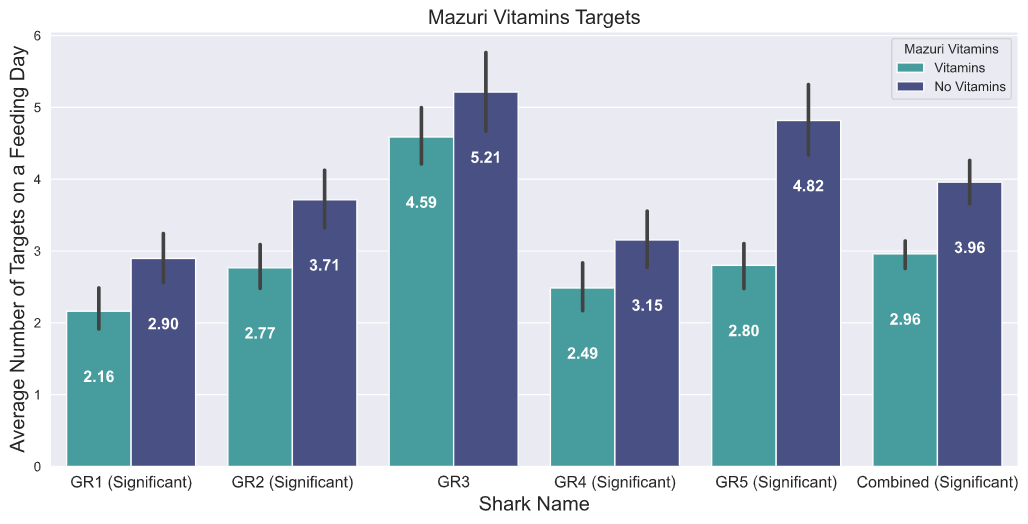 Mazuri Vitamins Targets
Average Number of Targets on a Feeding Day
6
5
4
3
2
1
0
Mazuri Vitamins
Vitamins
No Vitamins
2.16
2.90
2.77
3.71
4.59
5.21
2.49
3.15
2.80
4.82
2.96
3.96
GR1 (Significant)
GR2 (Significant)
GR3
GR4 (Significant)
GR5 (Significant)
Combined (Significant)
Shark Name